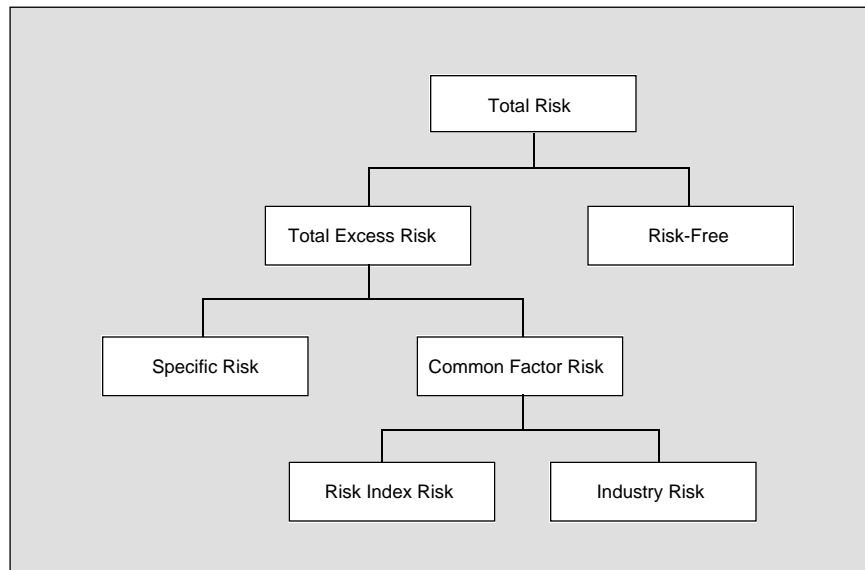 Total Risk
Total Excess Risk
Risk-Free
Specific Risk
Common Factor Risk
Risk Index Risk
Industry Risk